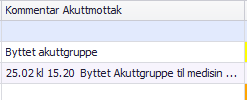 Kommentar Akuttmottak
Byttet akuttgruppe
25.02 kl 15.20 Byttet Akuttgruppe til medisin ...